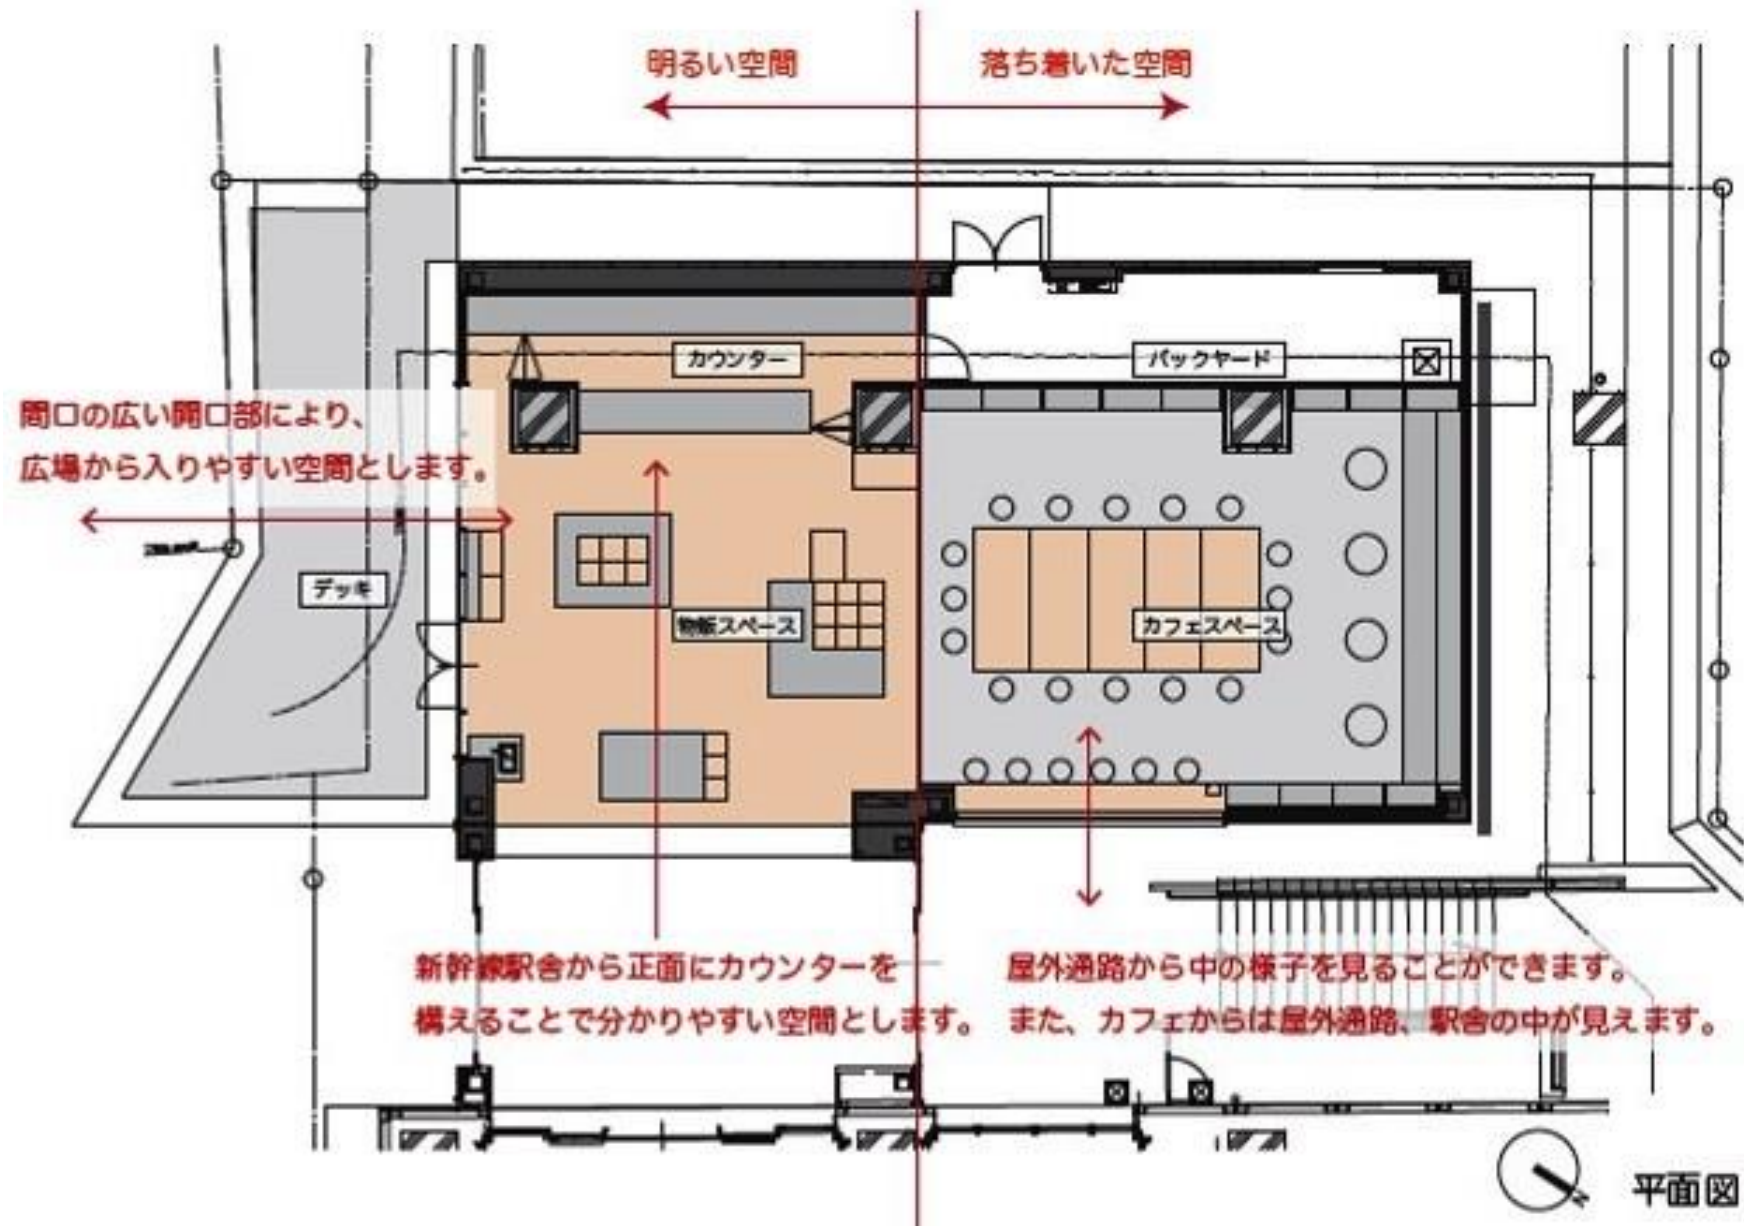 明るい空間
落ち着いた空間
カウンター
バックヤード
間口の広い開口部により、
広場から入りやすい空間とします。
デッキ
物販スペース
カフェスペース
新幹線駅舎から正面にカウンターを
構えることで分かりやすい空間とします。
屋外通路から中の様子を見ることができます。
また、カフェからは屋外通路、駅舎の中が見えます。
N
平面図